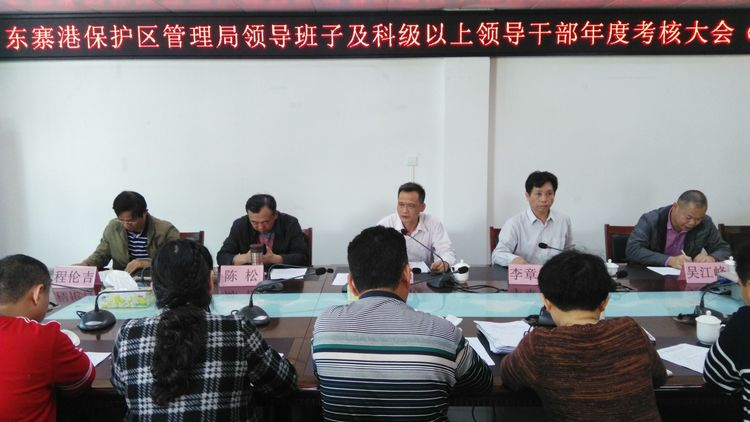 东寨港保护区管理局领导班子及科级以上领导干部年度考核大会
程伦吉
陈松
李章
吴江峰